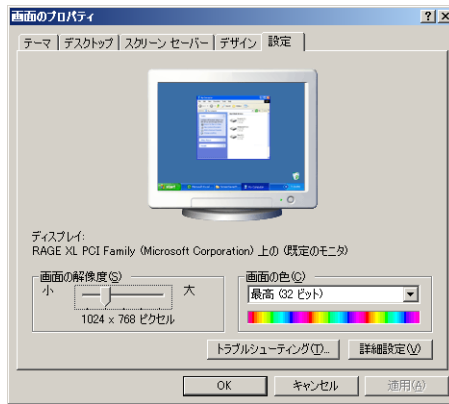 画面のプロパティ
テーマ デスクトップ スクリーン セーバー デザイン 設定
ディスプレイ:
RAGE XL PCI Family (Microsoft Corporation) 上の (既定のモニタ)
画面の解像度(S)
小 大
1024 x 768 ピクセル
画面の色(C)
最高 (32 ビット)
トラブルシューティング(T)... 詳細設定(V)
OK キャンセル 適用(A)